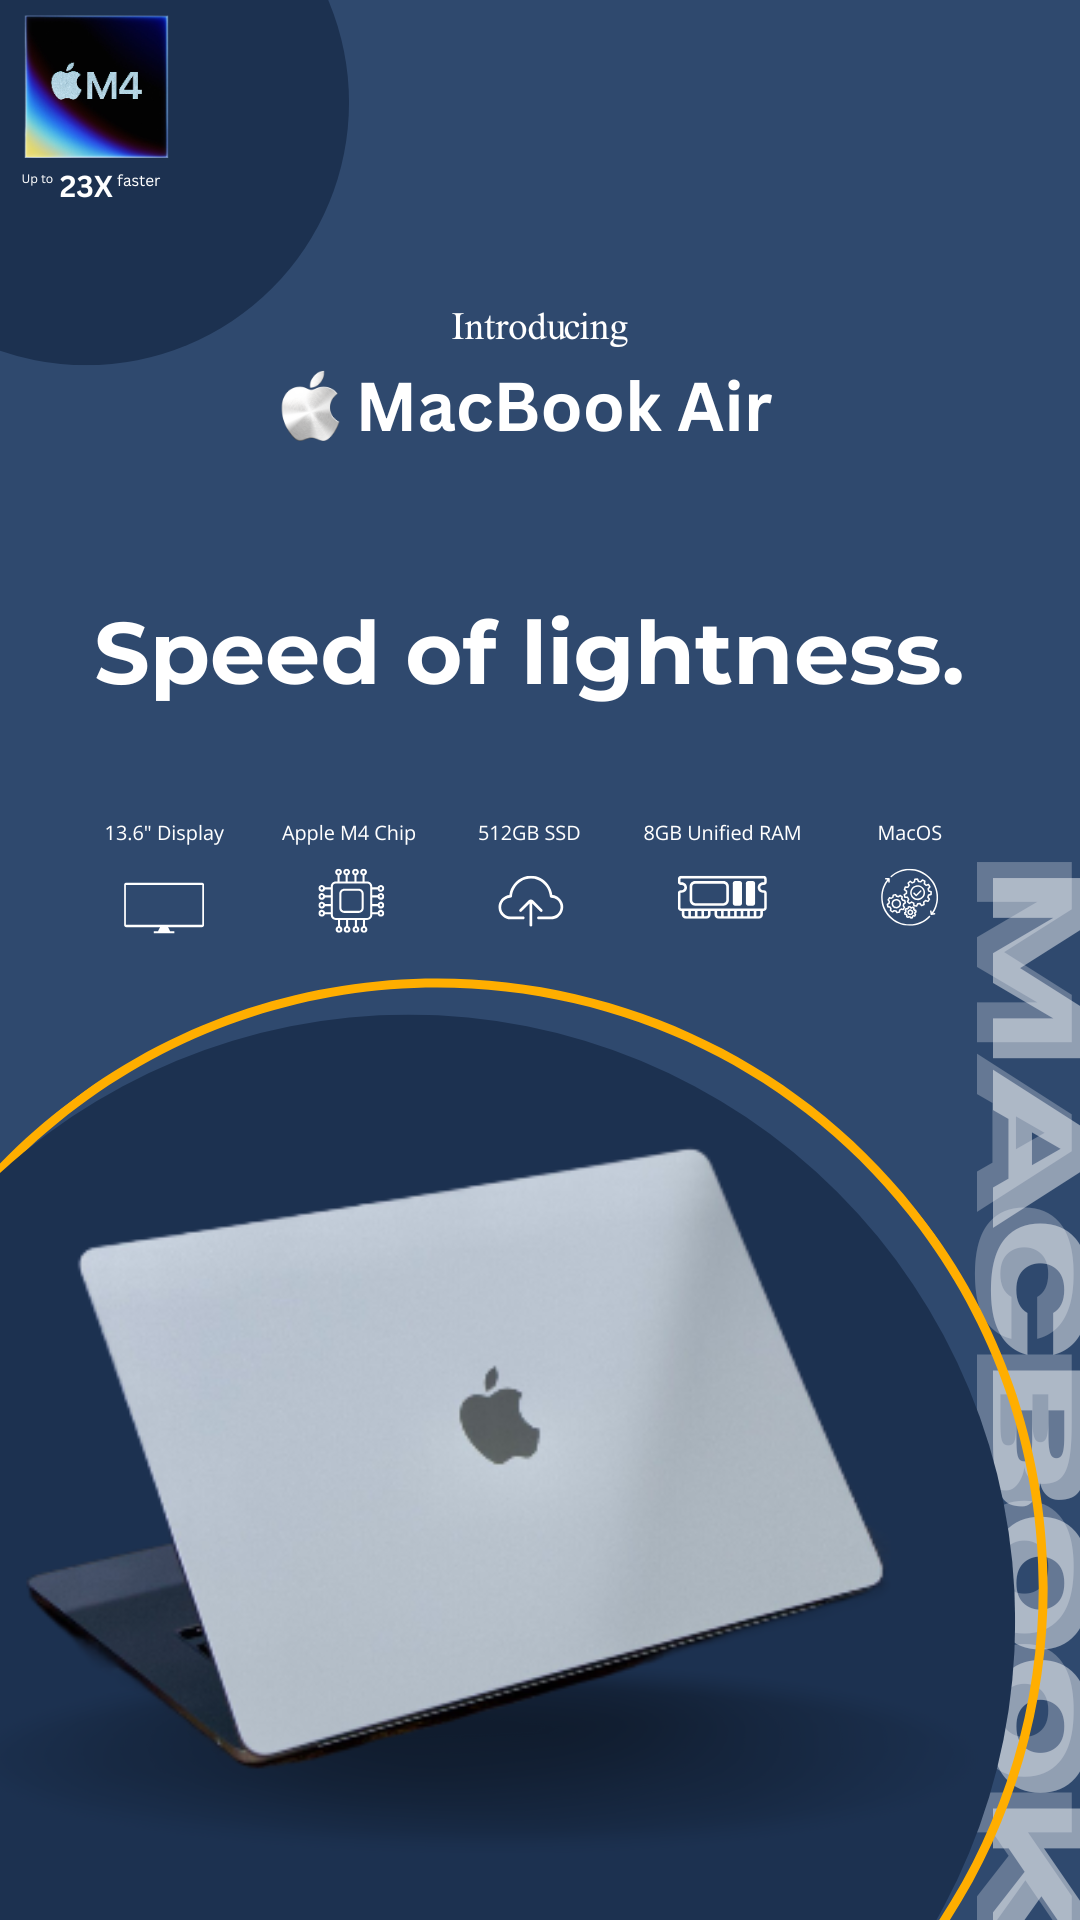 M4
Up to 23X faster
Introducing
MacBook Air
Speed of lightness.
13.6" Display
Apple M4 Chip
512GB SSD
8GB Unified RAM
MacOS
MACBOOK